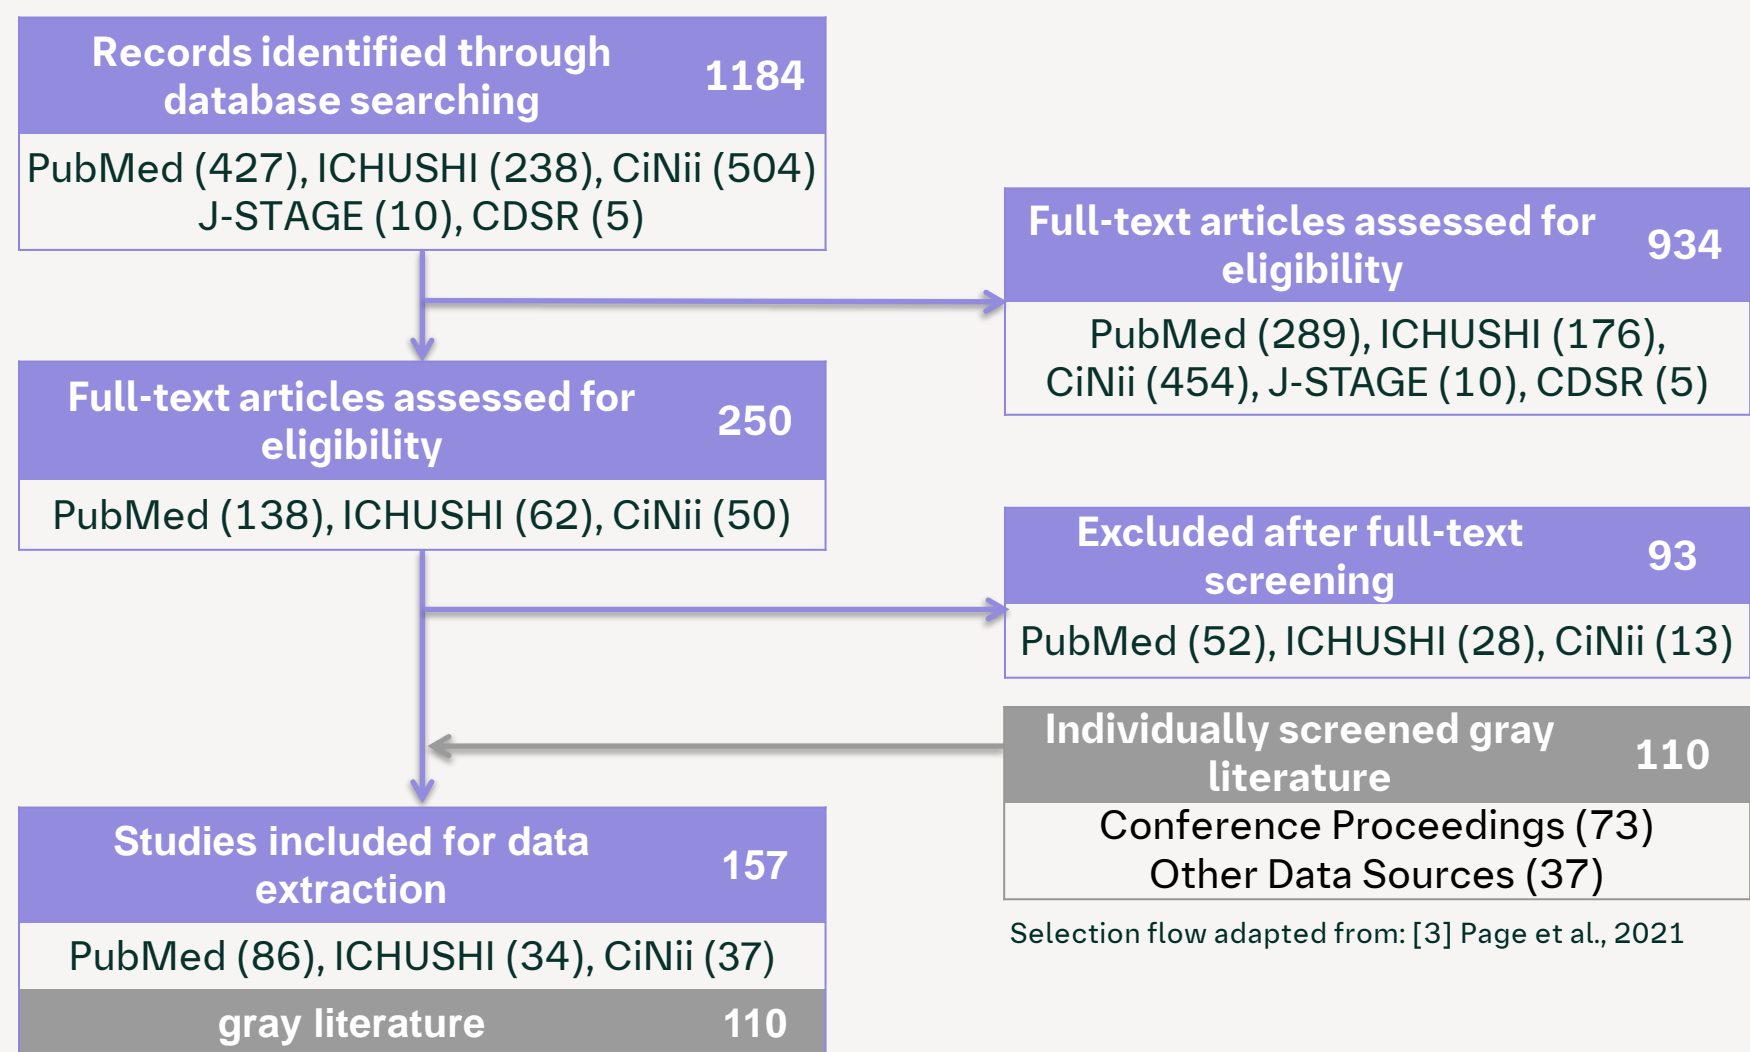 Records identified through
database searching
1184
PubMed (427), ICHUSHI (238), CiNii (504)
J-STAGE (10), CDSR (5)
Full-text articles assessed for
eligibility
934
PubMed (289), ICHUSHI (176),
CiNii (454), J-STAGE (10), CDSR (5)
Full-text articles assessed for
eligibility
250
PubMed (138), ICHUSHI (62), CiNii (50)
Excluded after full-text
screening
93
PubMed (52), ICHUSHI (28), CiNii (13)
Individually screened gray
literature
110
Conference Proceedings (73)
Other Data Sources (37)
Selection flow adapted from: [3] Page et al., 2021
Studies included for data
extraction
157
PubMed (86), ICHUSHI (34), CiNii (37)
gray literature
110